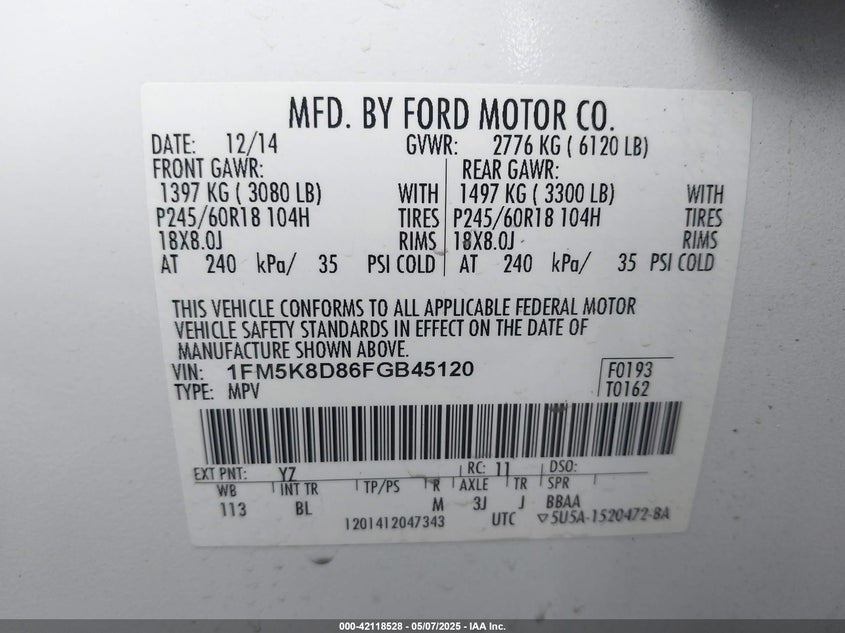 MFD. BY FORD MOTOR CO.
DATE: 12/14 GVWR: 2776 KG ( 6120 LB)
FRONT GAWR: REAR GAWR:
1397 KG ( 3080 LB) WITH 1497 KG ( 3300 LB) WITH
P245/60R18 104H TIRES P245/60R18 104H TIRES
18X8.0J RIMS 18X8.0J RIMS
AT 240 kPa/ 35 PSI COLD AT 240 kPa/ 35 PSI COLD
THIS VEHICLE CONFORMS TO ALL APPLICABLE FEDERAL MOTOR
VEHICLE SAFETY STANDARDS IN EFFECT ON THE DATE OF
MANUFACTURE SHOWN ABOVE.
VIN: 1FM5K8D86FGB45120 F0193
TYPE: MPV T0162
EXT PNT: YZ RC: 11 DSO:
WB INT TR TP/PS R AXLE TR SPR
113 BL M 3J J BBAA
1201412047343 UTC ▽5U5A-1520472-BA
000-42118528 - 05/07/2025 - IAA Inc.